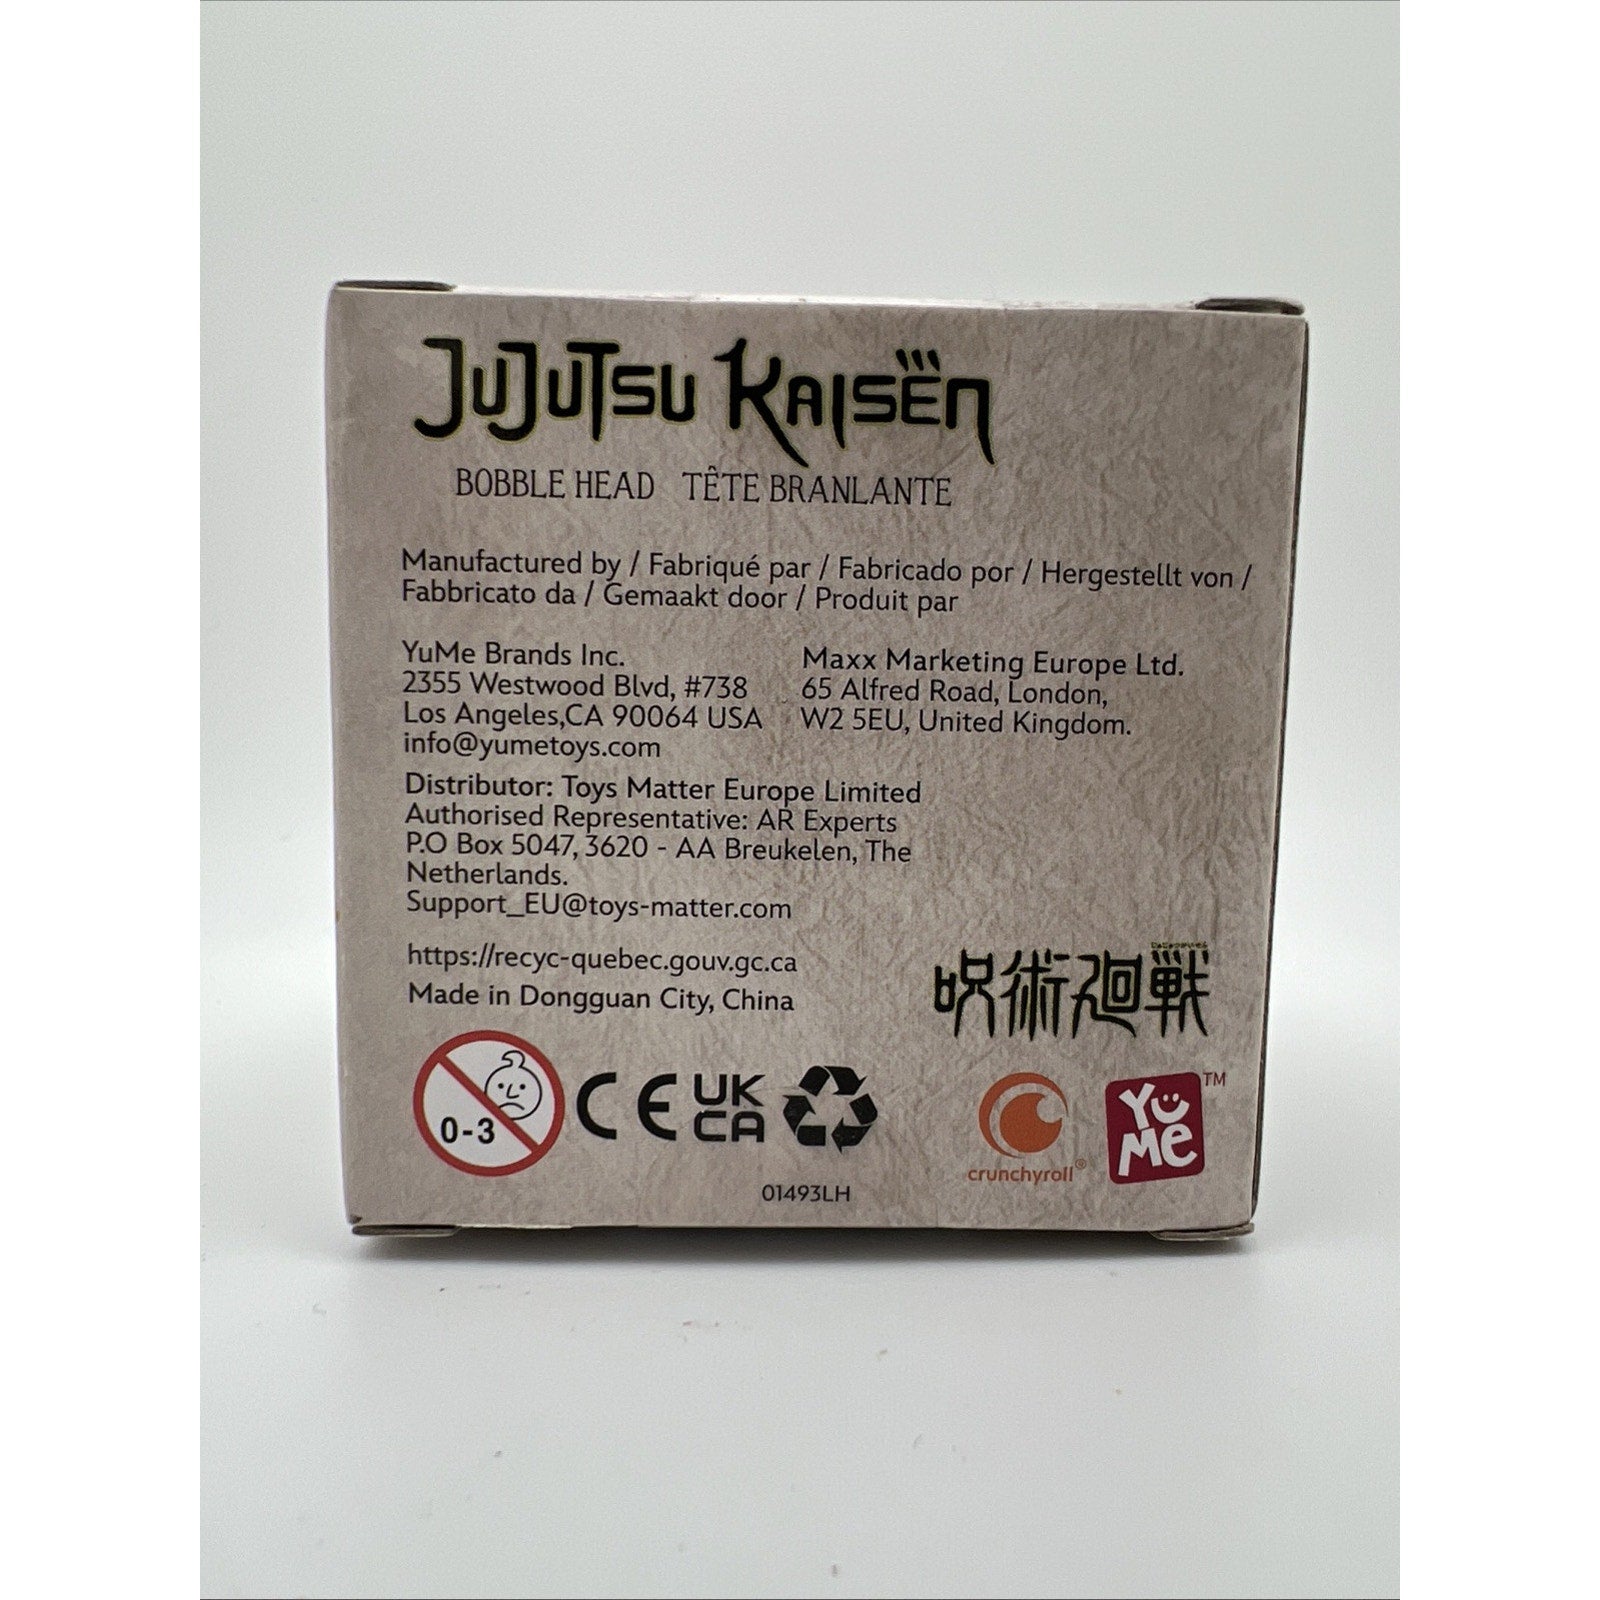 JUJUTSU KAISEN
BOBBLE HEAD TÊTE BRANLANTE
Manufactured by / Fabriqué par / Fabricado por / Hergestellt von /
Fabbricato da / Gemaakt door / Produit par
YuMe Brands Inc.
2355 Westwood Blvd, #738
Los Angeles,CA 90064 USA
info@yumetoys.com
Maxx Marketing Europe Ltd.
65 Alfred Road, London,
W2 5EU, United Kingdom.
Distributor: Toys Matter Europe Limited
Authorised Representative: AR Experts
P.O Box 5047, 3620 - AA Breukelen, The
Netherlands.
Support_EU@toys-matter.com
https://recyc-quebec.gouv.gc.ca
Made in Dongguan City, China
呪術廻戦
0-3
CE
UK
CA
crunchyroll®
YuMe™
01493LH